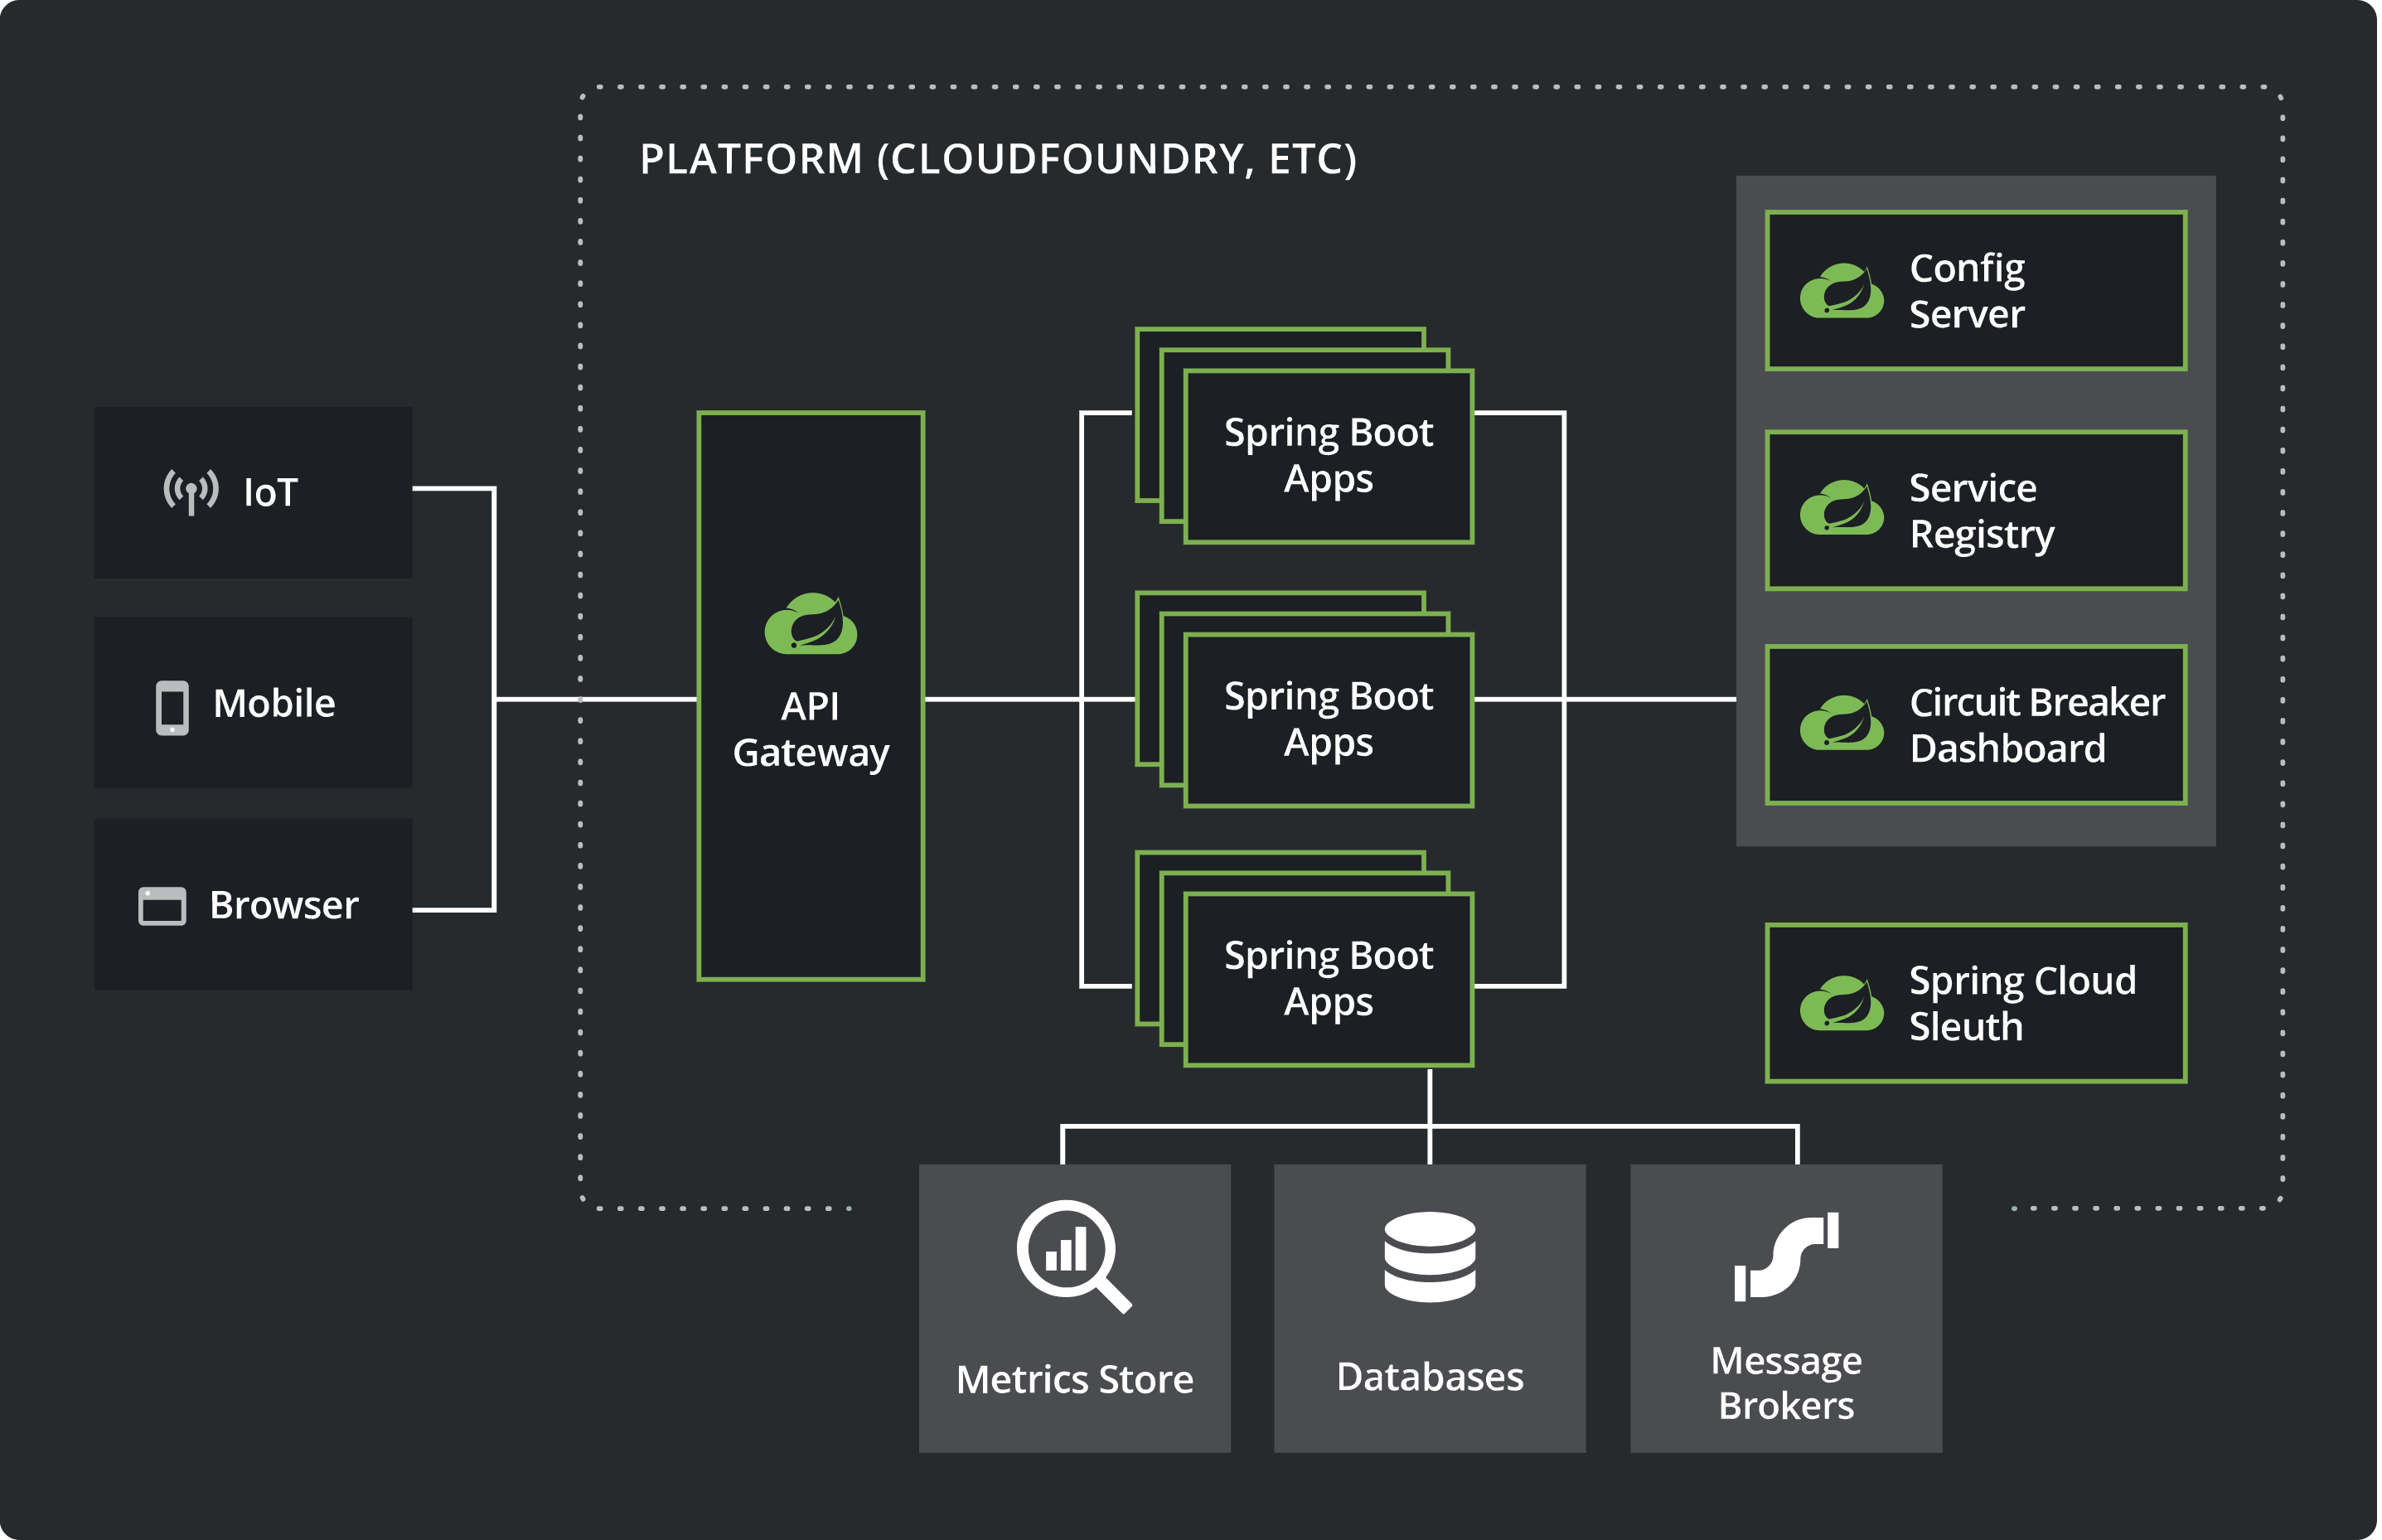 PLATFORM (CLOUDFOUNDRY, ETC)
IoT
Mobile
Browser
API
Gateway
Spring Boot
Apps
Spring Boot
Apps
Spring Boot
Apps
Config
Server
Service
Registry
Circuit Breaker
Dashboard
Spring Cloud
Sleuth
Metrics Store
Databases
Message
Brokers